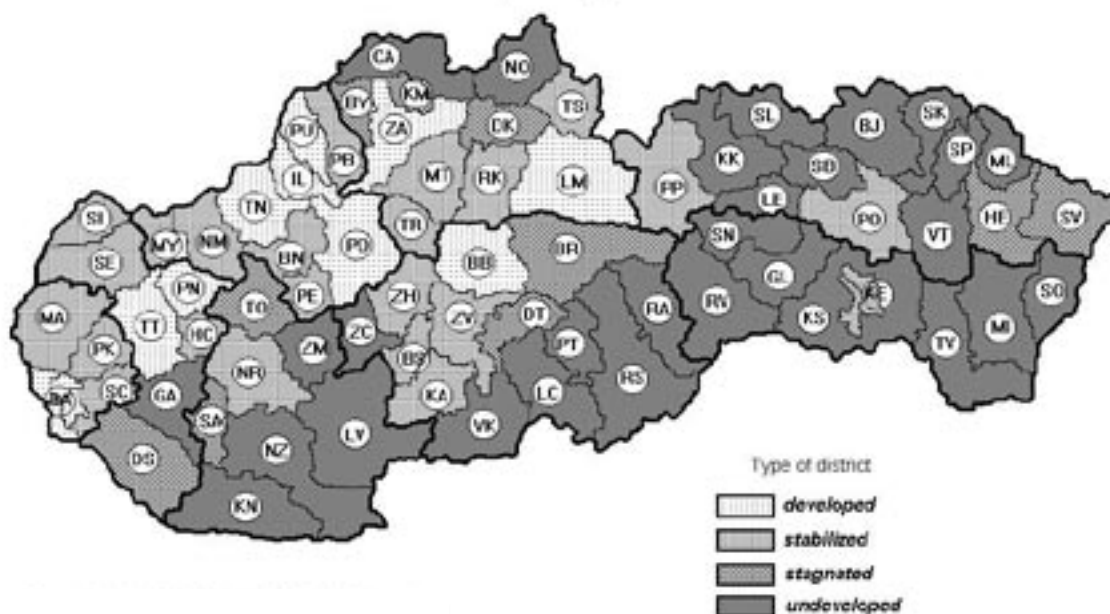 CA
NO
BY
KM
TS
PU
ZA
DK
SL
BJ
SK
PB
SP
ML
KK
SB
IL
MT
RK
LM
PP
LE
TN
PO
HE
SV
SI
TR
SN
VT
MY
NM
PD
BB
BR
SE
BN
GL
PN
PE
ZH
SO
MA
TO
RV
KS
TT
RA
TV
MI
HC
ZC
ZV
DT
PK
ZM
BS
PT
NR
RS
SC
GA
KA
LC
SA
LV
VK
DS
NZ
KN
Type of district
developed
stabilized
stagnated
undeveloped